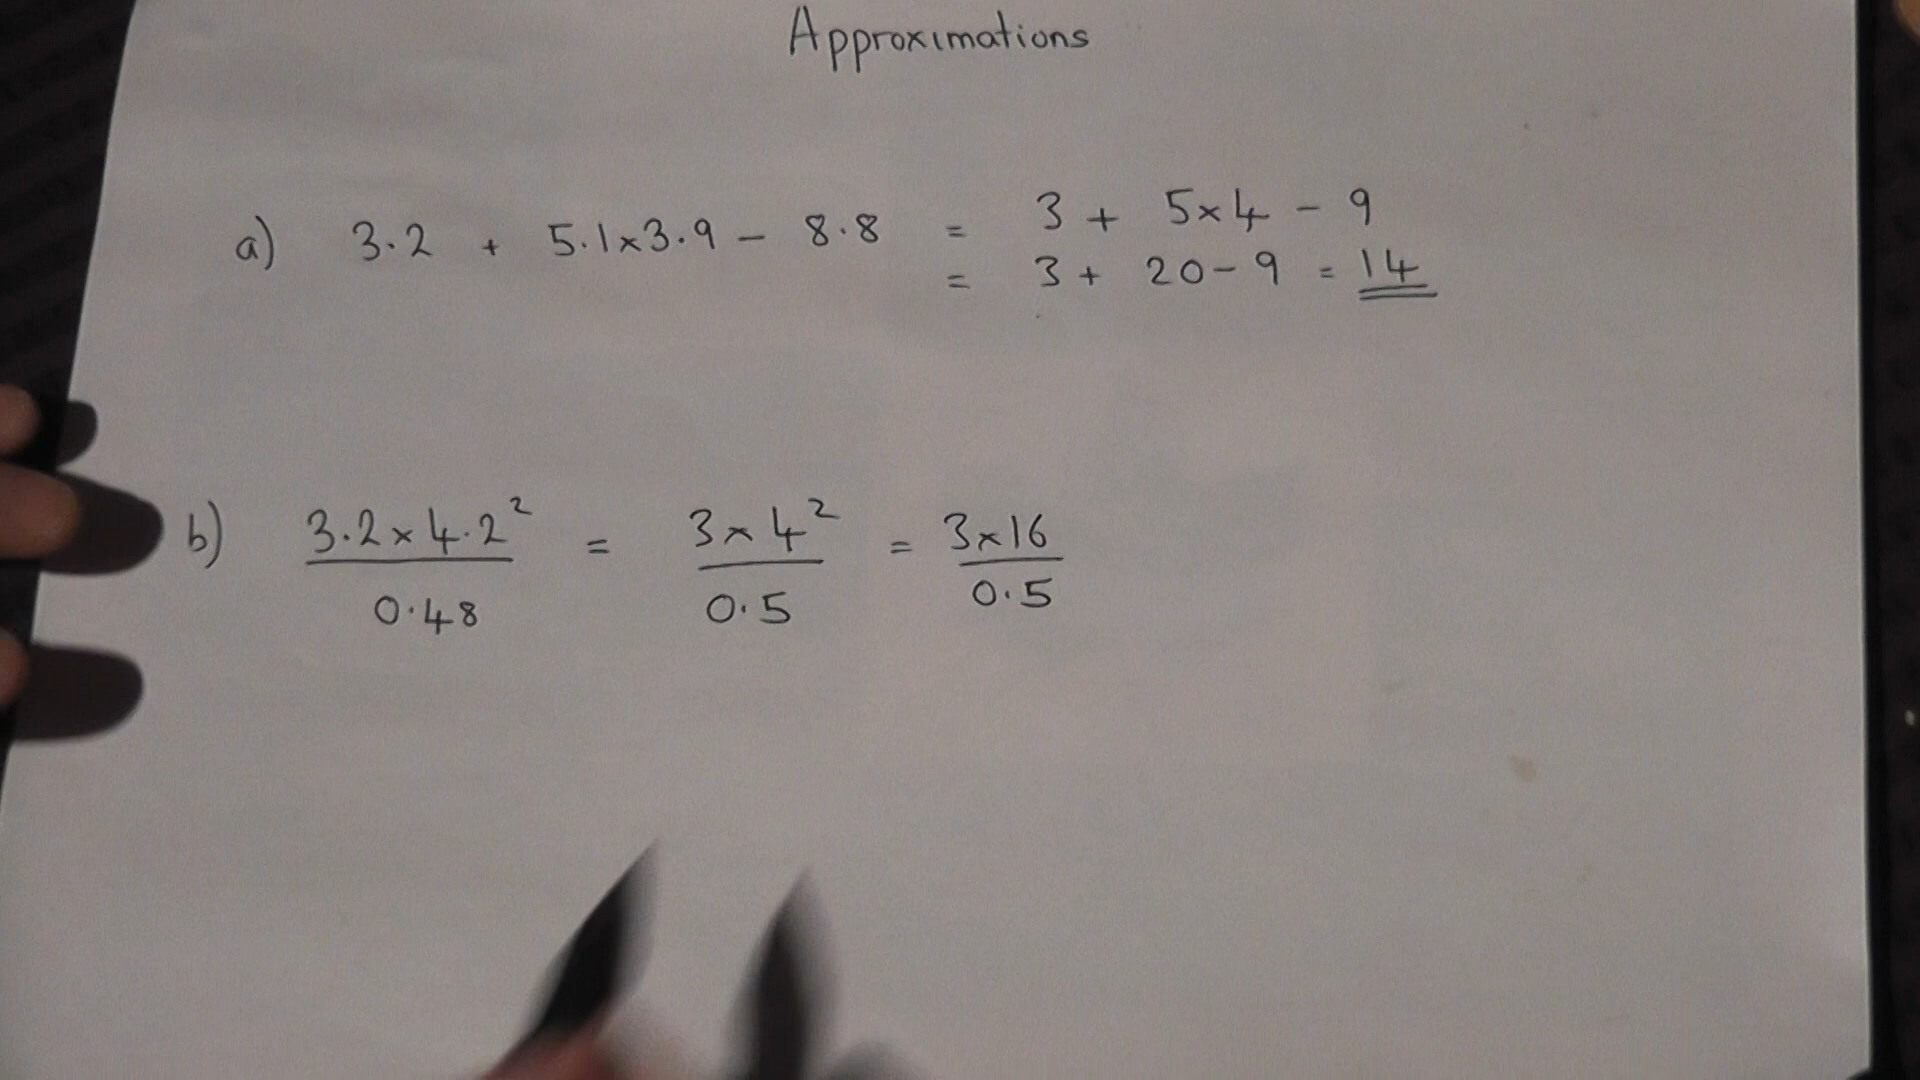 Approximations
a) 3.2 + 5.1 x 3.9 - 8.8 = 3 + 5 x 4 - 9
= 3 + 20 - 9 = 14
b) 3.2 x 4.2² / 0.48 = 3 x 4² / 0.5 = 3 x 16 / 0.5